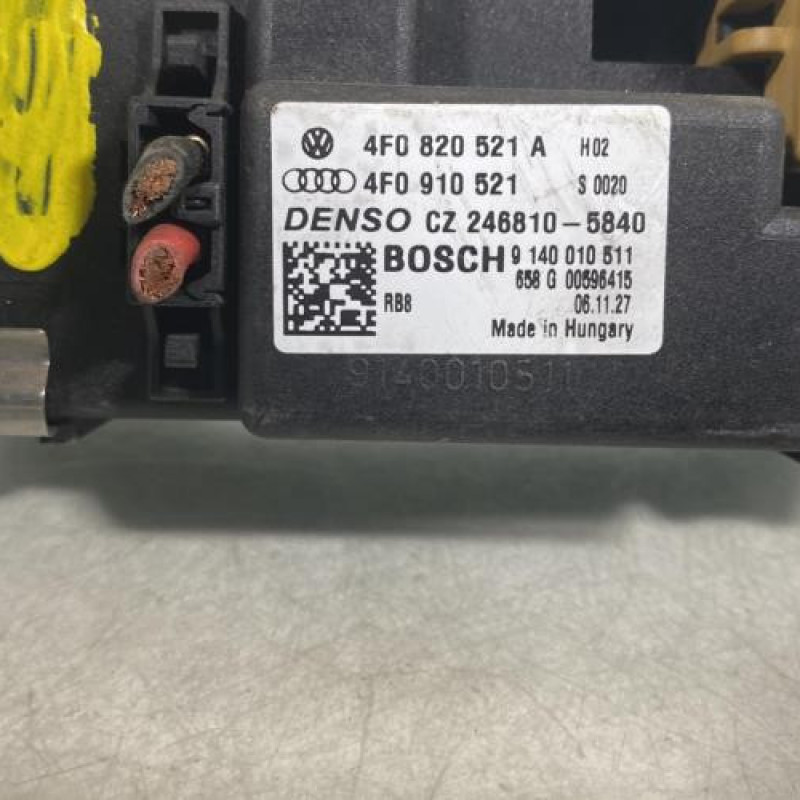 4F0 820 521 A H02
4F0 910 521 S 0020
DENSO CZ 246810-5840
BOSCH 9 140 010 511
658 G 00596415
RB8 06.11.27
Made in Hungary
9140010511